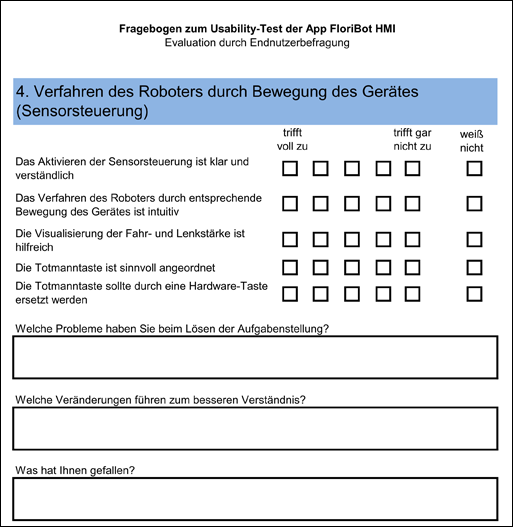 Fragebogen zum Usability-Test der App FloriBot HMI
Evaluation durch Endnutzerbefragung
4. Verfahren des Roboters durch Bewegung des Gerätes
(Sensorsteuerung)
trifft
voll zu
trifft gar
nicht zu
weiß
nicht
Das Aktivieren der Sensorsteuerung ist klar und
verständlich
Das Verfahren des Roboters durch entsprechende
Bewegung des Gerätes ist intuitiv
Die Visualisierung der Fahr- und Lenkstärke ist
hilfreich
Die Totmanntaste ist sinnvoll angeordnet
Die Totmanntaste sollte durch eine Hardware-Taste
ersetzt werden
Welche Probleme haben Sie beim Lösen der Aufgabenstellung?
Welche Veränderungen führen zum besseren Verständnis?
Was hat Ihnen gefallen?